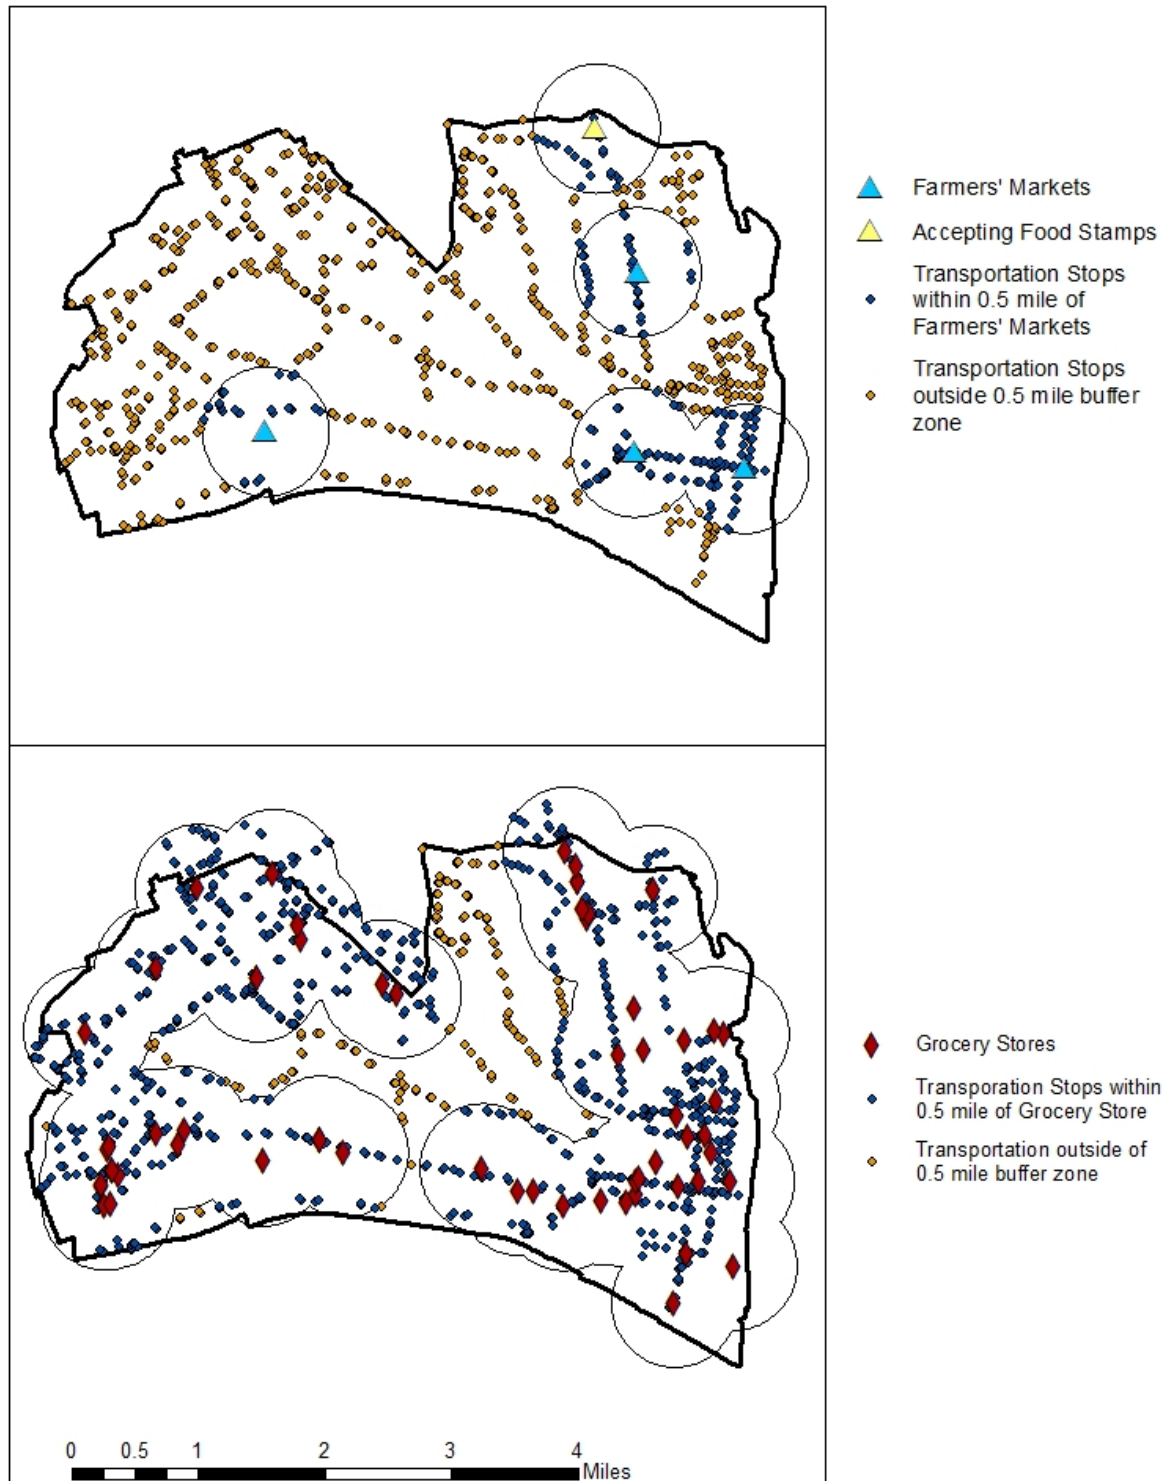 Farmers' Markets
Accepting Food Stamps
Transportation Stops
within 0.5 mile of
Farmers' Markets
Transportation Stops
outside 0.5 mile buffer
zone
Grocery Stores
Transporation Stops within
0.5 mile of Grocery Store
Transportation outside of
0.5 mile buffer zone
0 0.5 1 2 3 4
Miles